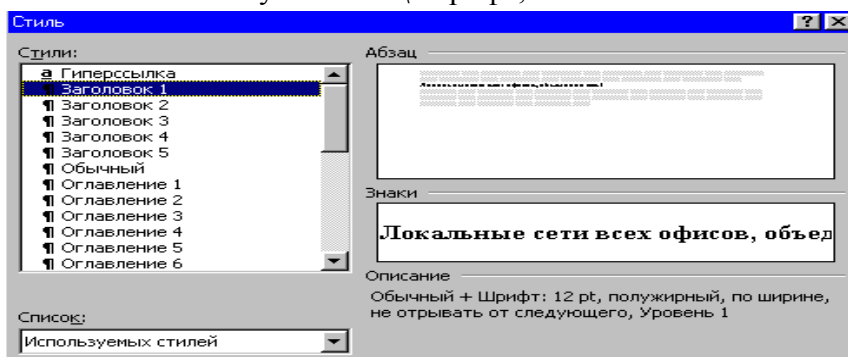 Стиль
Стили:
a Гиперссылка
¶ Заголовок 1
¶ Заголовок 2
¶ Заголовок 3
¶ Заголовок 4
¶ Заголовок 5
¶ Обычный
¶ Оглавление 1
¶ Оглавление 2
¶ Оглавление 3
¶ Оглавление 4
¶ Оглавление 5
¶ Оглавление 6
Список:
Используемых стилей
Абзац
Знаки
Локальные сети всех офисов, объед
Описание
Обычный + Шрифт: 12 pt, полужирный, по ширине,
не отрывать от следующего, Уровень 1